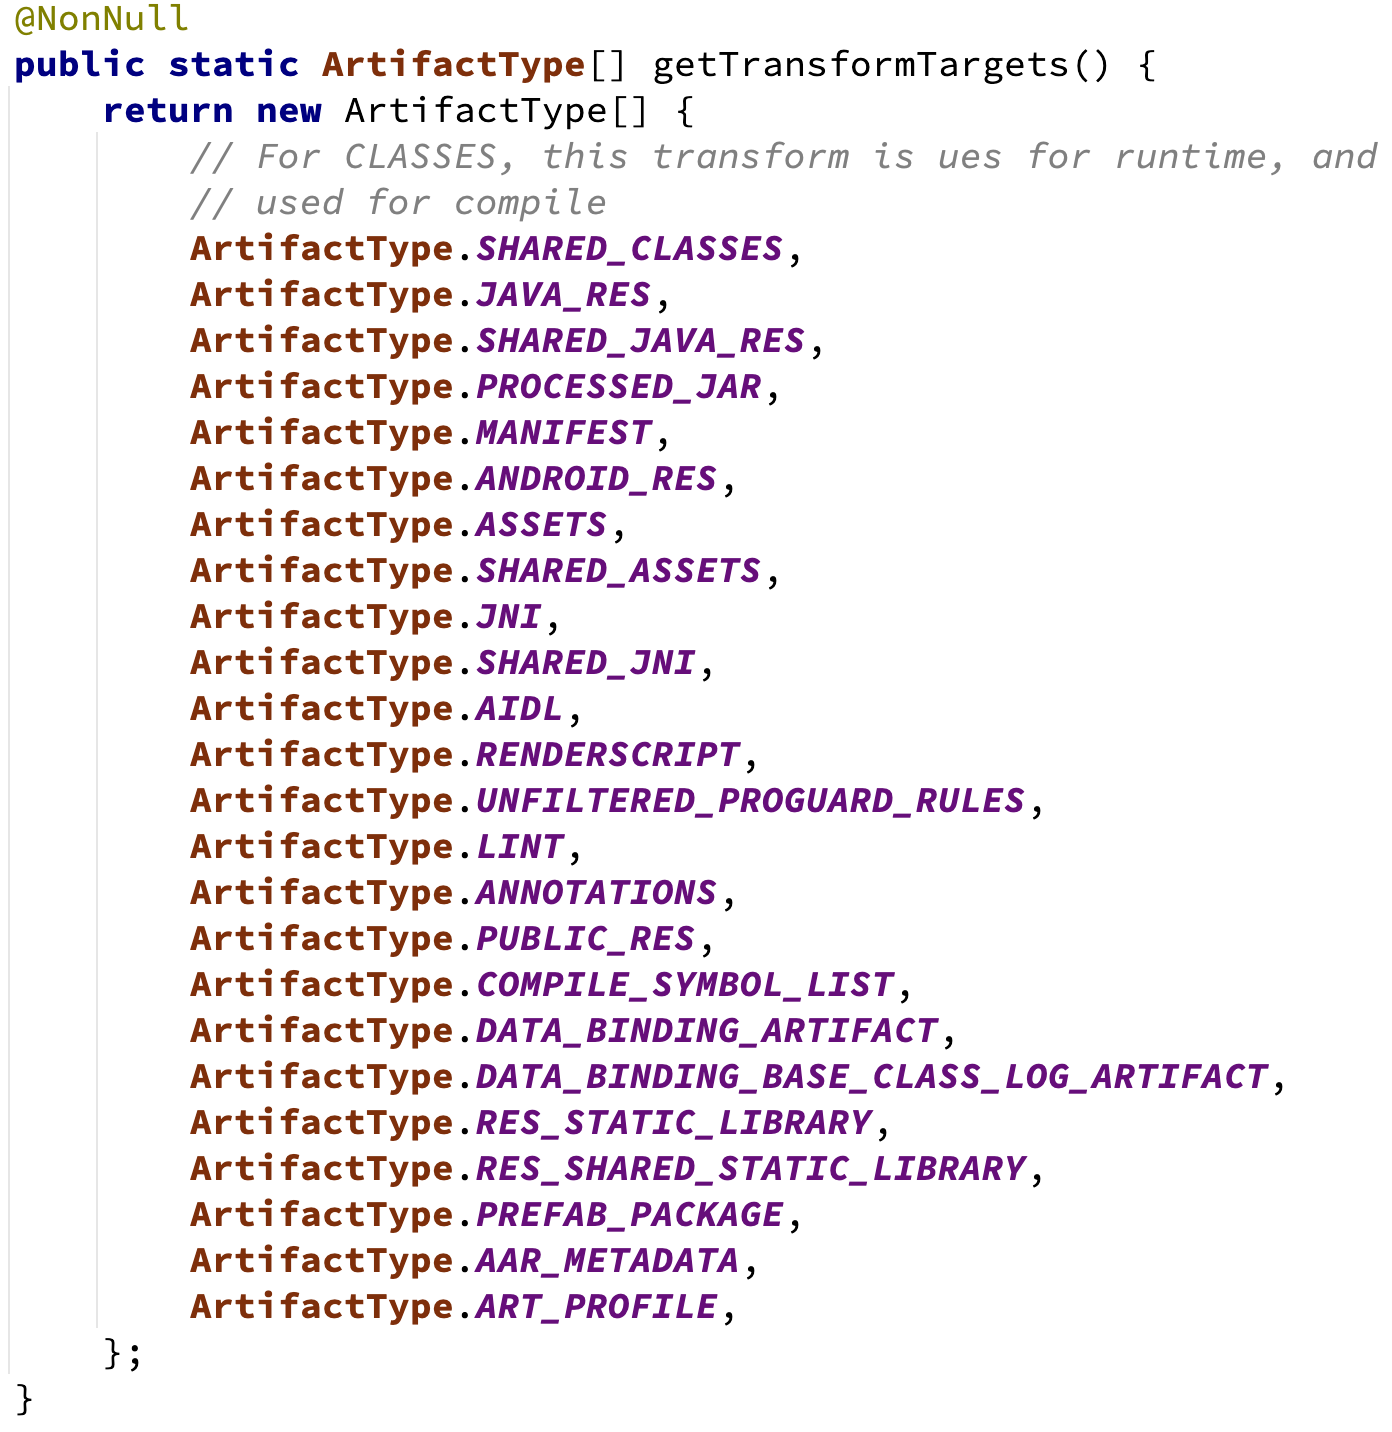 @NonNull
public static ArtifactType[] getTransformTargets() {
return new ArtifactType[] {
// For CLASSES, this transform is ues for runtime, and
// used for compile
ArtifactType.SHARED_CLASSES,
ArtifactType.JAVA_RES,
ArtifactType.SHARED_JAVA_RES,
ArtifactType.PROCESSED_JAR,
ArtifactType.MANIFEST,
ArtifactType.ANDROID_RES,
ArtifactType.ASSETS,
ArtifactType.SHARED_ASSETS,
ArtifactType.JNI,
ArtifactType.SHARED_JNI,
ArtifactType.AIDL,
ArtifactType.RENDERSCRIPT,
ArtifactType.UNFILTERED_PROGUARD_RULES,
ArtifactType.LINT,
ArtifactType.ANNOTATIONS,
ArtifactType.PUBLIC_RES,
ArtifactType.COMPILE_SYMBOL_LIST,
ArtifactType.DATA_BINDING_ARTIFACT,
ArtifactType.DATA_BINDING_BASE_CLASS_LOG_ARTIFACT,
ArtifactType.RES_STATIC_LIBRARY,
ArtifactType.RES_SHARED_STATIC_LIBRARY,
ArtifactType.PREFAB_PACKAGE,
ArtifactType.AAR_METADATA,
ArtifactType.ART_PROFILE,
};
}